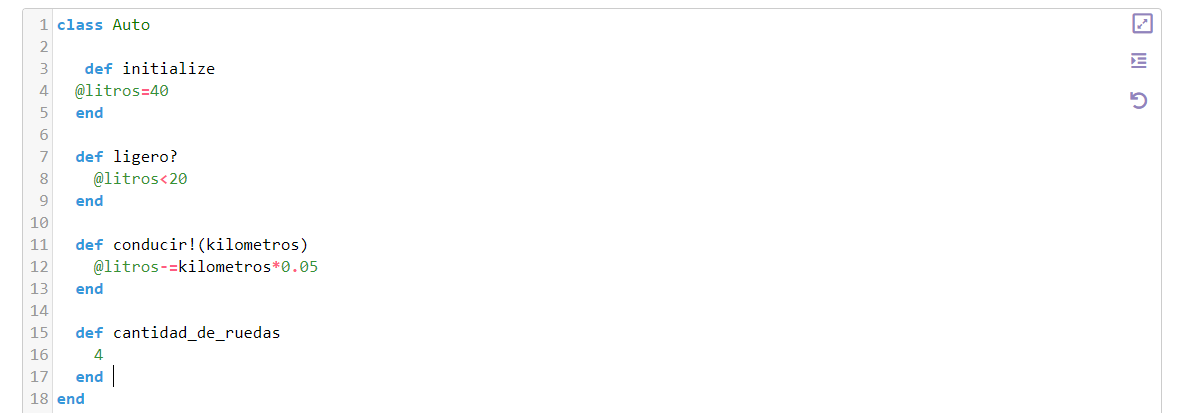 1 class Auto
2
3 def initialize
4 @litros=40
5 end
6
7 def ligero?
8 @litros<20
9 end
10
11 def conducir!(kilometros)
12 @litros-=kilometros*0.05
13 end
14
15 def cantidad_de_ruedas
16 4
17 end
18 end